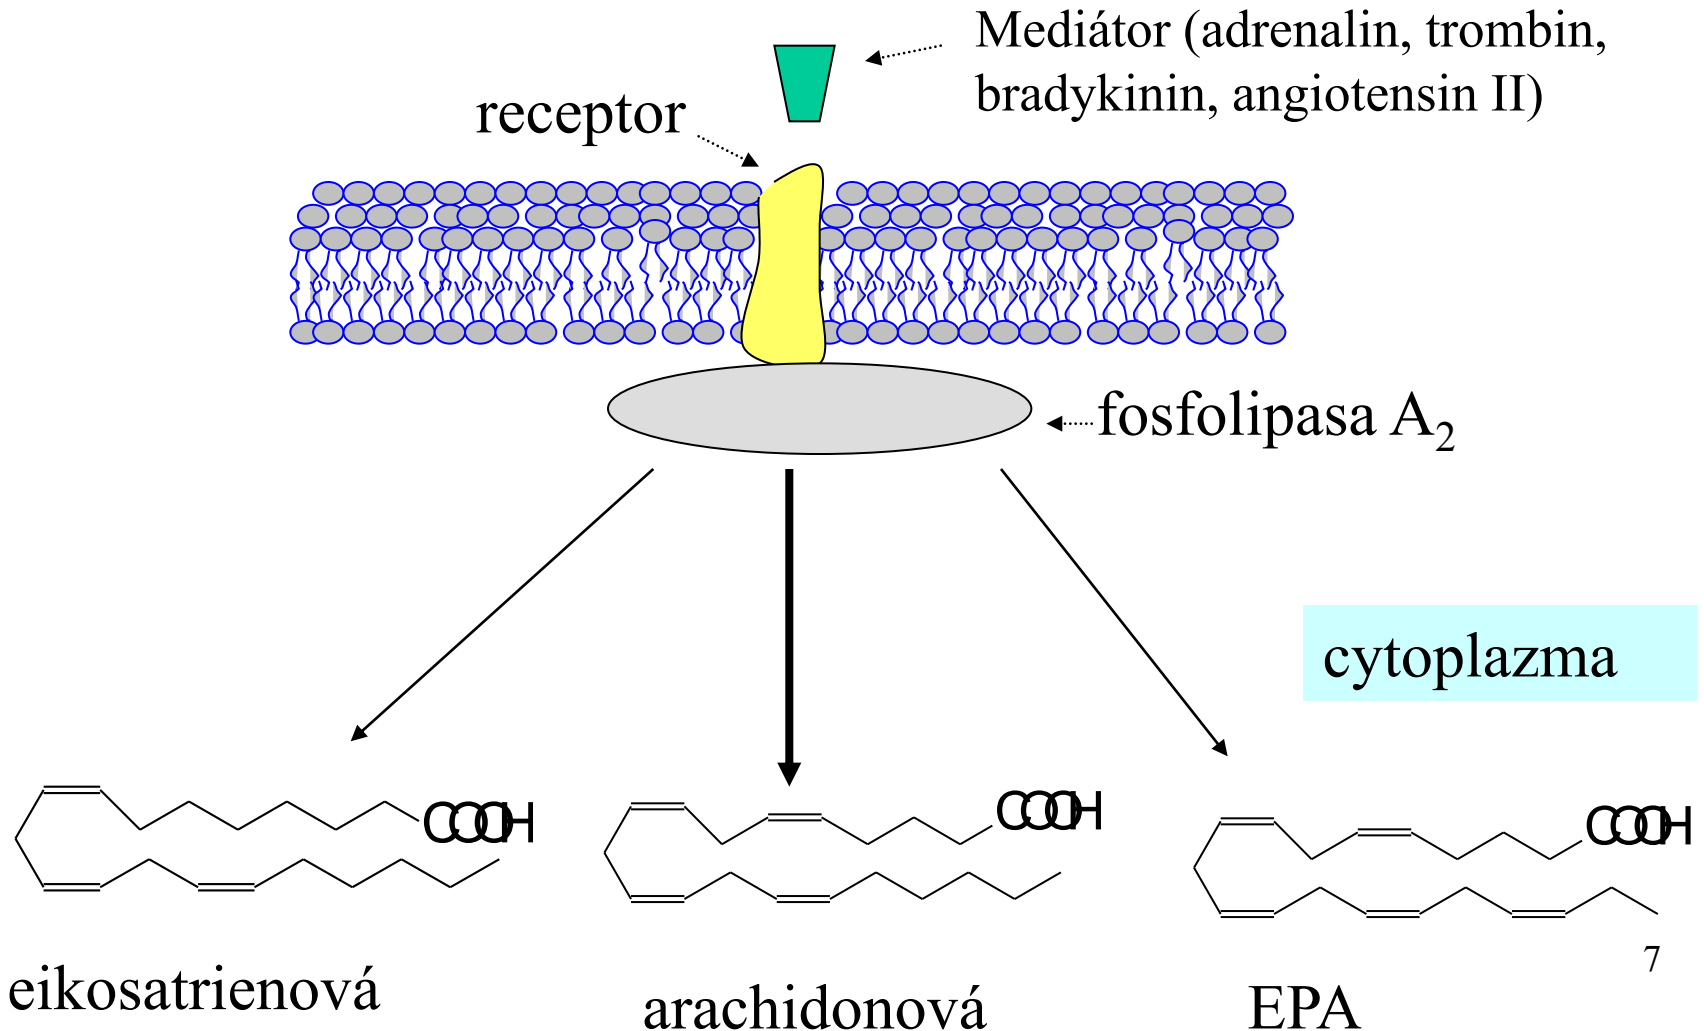 Mediátor (adrenalin, trombin,
bradykinin, angiotensin II)
receptor
fosfolipasa A₂
cytoplazma
COOH
COOH
COOH
eikosatrienová
arachidonová
EPA
7